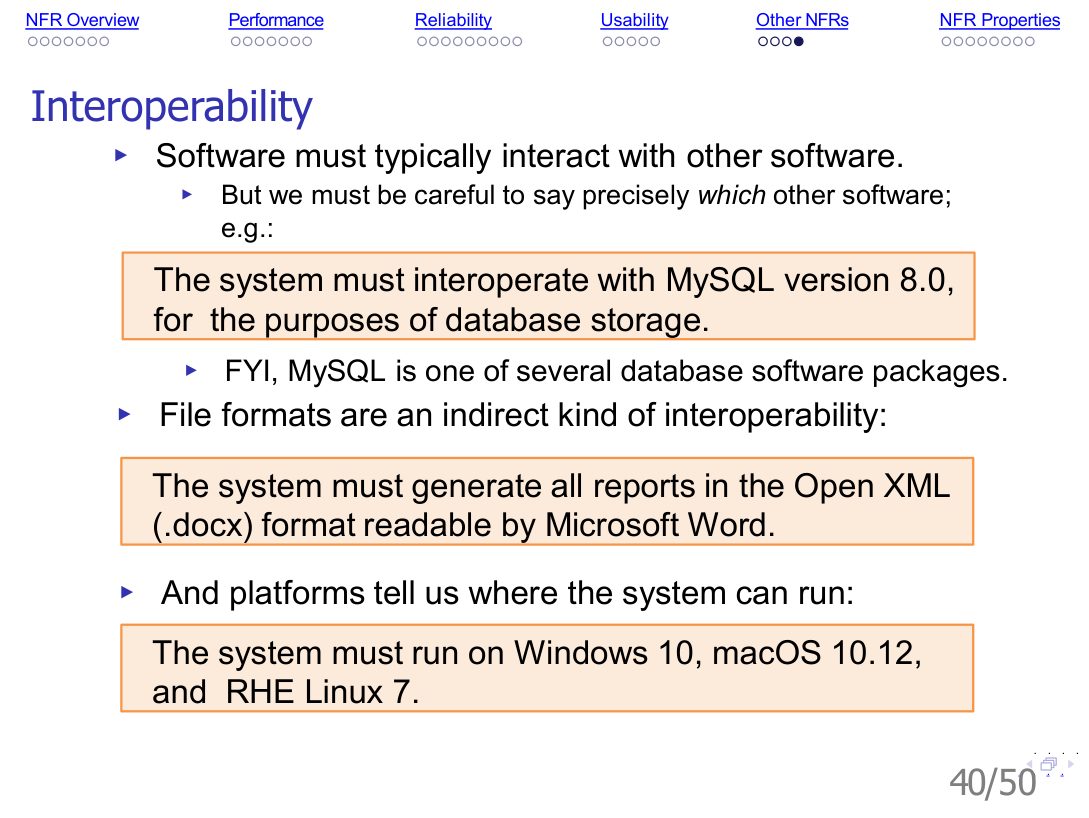 NFR Overview Performance Reliability Usability Other NFRs NFR Properties
Interoperability
▸ Software must typically interact with other software.
▸ But we must be careful to say precisely which other software;
e.g.:
The system must interoperate with MySQL version 8.0,
for the purposes of database storage.
▸ FYI, MySQL is one of several database software packages.
▸ File formats are an indirect kind of interoperability:
The system must generate all reports in the Open XML
(.docx) format readable by Microsoft Word.
▸ And platforms tell us where the system can run:
The system must run on Windows 10, macOS 10.12,
and RHE Linux 7.
40/50